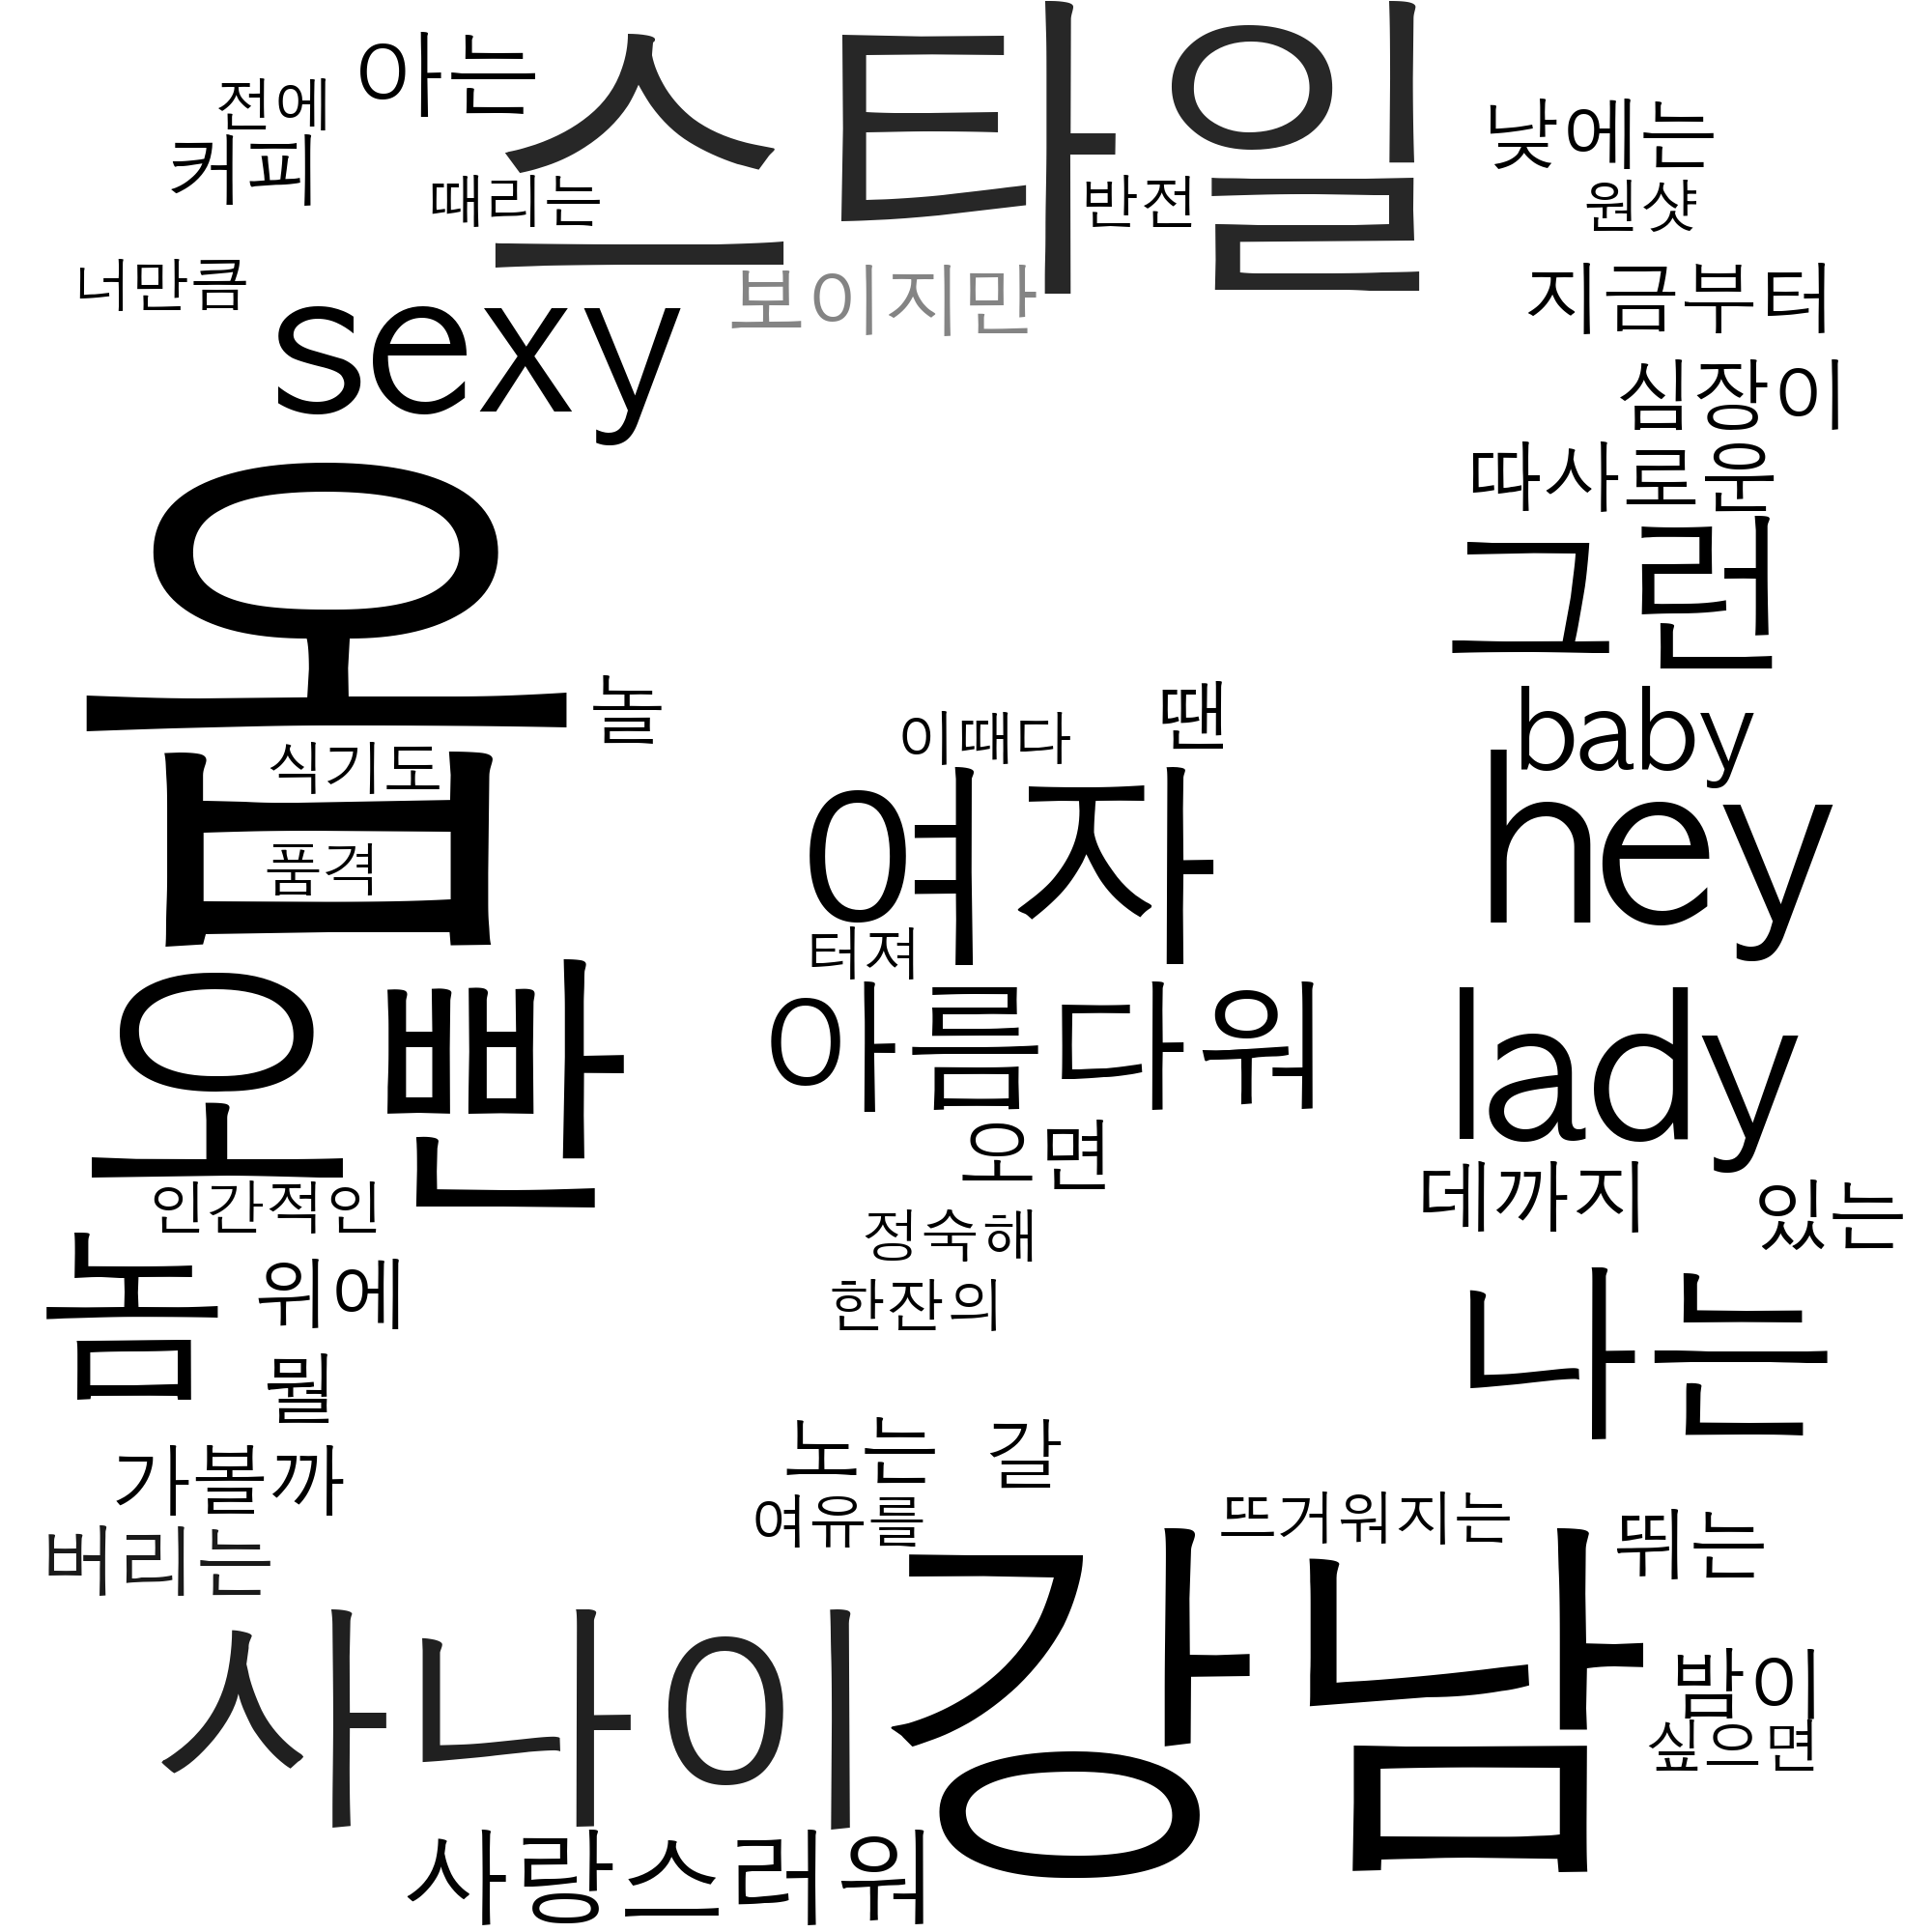 스타일
아는
전에
커피
때리는
반전
낮에는
원샷
너만큼
sexy
보이지만
지금부터
심장이
따사로운
그런
옴
놀
식기도
품격
이때다
땐
여자
baby
hey
터져
오빤
아름다워
lady
오면
인간적인
데까지
있는
정숙해
놈
위에
한잔의
나는
뭘
노는
갈
가볼까
여유를
뜨거워지는
뛰는
버리는
강남
사나이
밤이
싶으면
사랑스러워